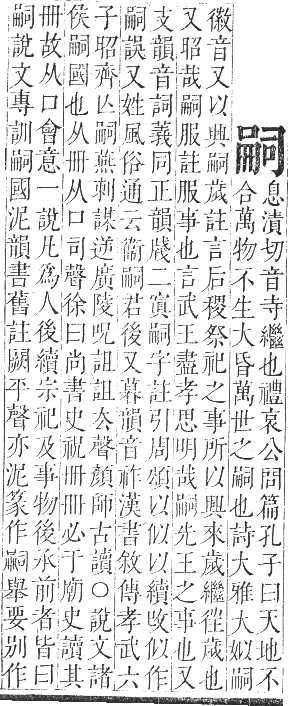 嗣息漬切音寺繼也禮哀公問篇孔子曰天地不
合萬物不生大昏萬世之嗣也詩大雅大姒嗣
徽音又以興嗣歲註言后稷祭祀之事所以興來歲繼從歲也
又昭哉嗣服註服事也言武王盡孝思明哉嗣先王之事也又
支韻音詞義同正韻牋二寘嗣字註引周頌以似以續攺似作
嗣誤又姓風俗通云衞嗣君後又暮韻音祚漢書敘傳孝武六
子昭齊亾嗣燕刺謀逆廣陵呪詛詛厺聲顏師古讀○說文諸
侯嗣國也从冊从口司聲徐曰尚書史祝冊冊必于廟史讀其
冊故从口會意一說凡為人後續宗祀及事物後承前者皆曰
嗣說文專訓嗣國泥韻書舊註闕平聲亦泥篆作嗣舉要别作